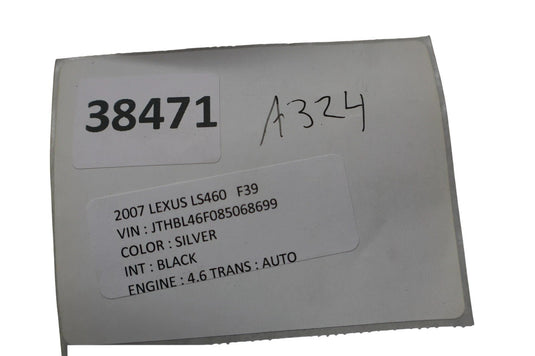 38471
A324
2007 LEXUS LS460 F39
VIN : JTHBL46F085068699
COLOR : SILVER
INT : BLACK
ENGINE : 4.6 TRANS : AUTO